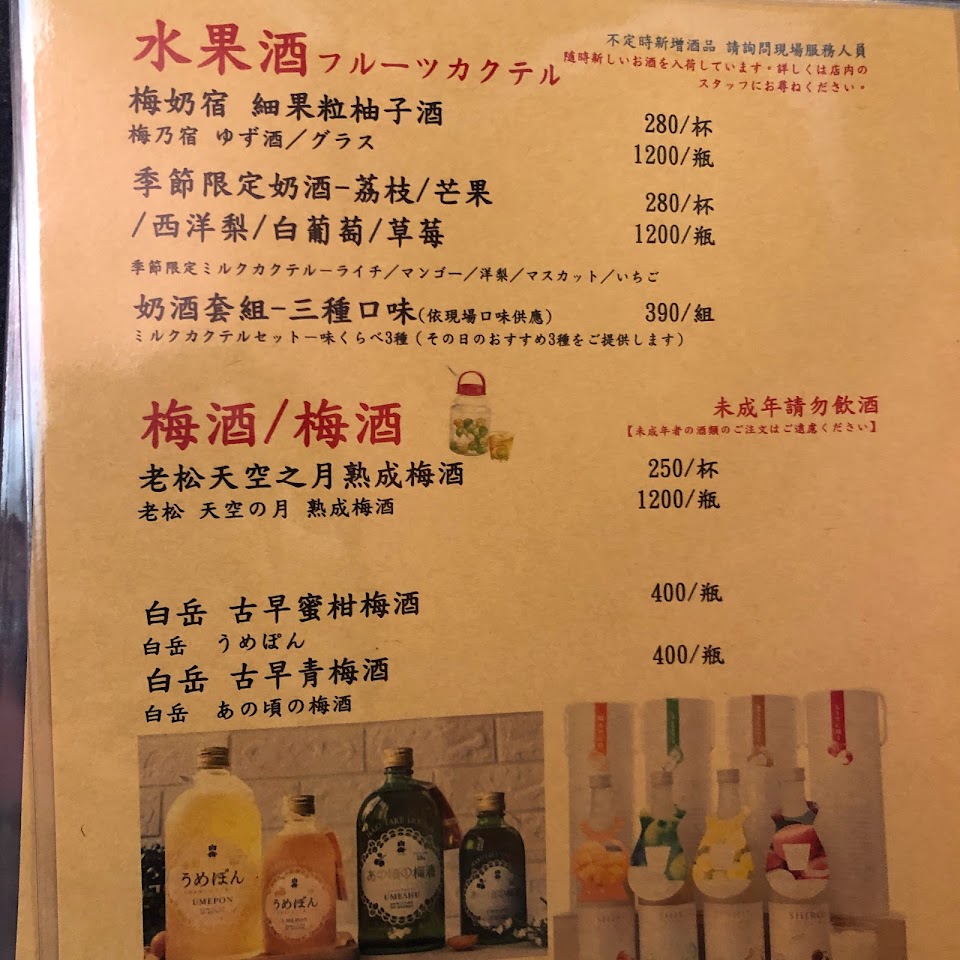 水果酒フルーツカクテル
不定時新增酒品 請詢問現場服務人員
隨時新しいお酒を入荷しています。詳しくは店内の
スタッフにお尋ねください。
梅奶宿 細果粒柚子酒
梅乃宿 ゆず酒／グラス
280/杯
1200/瓶
季節限定奶酒-荔枝/芒果
/西洋梨/白葡萄/草莓
280/杯
1200/瓶
季節限定ミルクカクテルーライチ／マンゴー／洋梨／マスカット／いちご
奶酒套組-三種口味(依現場口味供應)
390/組
ミルクカクテルセット一味くらべ3種（その日のおすすめ3種をご提供します）
梅酒/梅酒
未成年請勿飲酒
【未成年者の酒類のご注文はご遠慮ください】
老松天空之月熟成梅酒
老松 天空の月 熟成梅酒
250/杯
1200/瓶
白岳 古早蜜柑梅酒
400/瓶
白岳 うめぽん
白岳 古早青梅酒
400/瓶
白岳 あの頃の梅酒
白岳
うめぽん
UMEPON
うめぽん
UMEPON
あの頃の梅酒
UMESHU